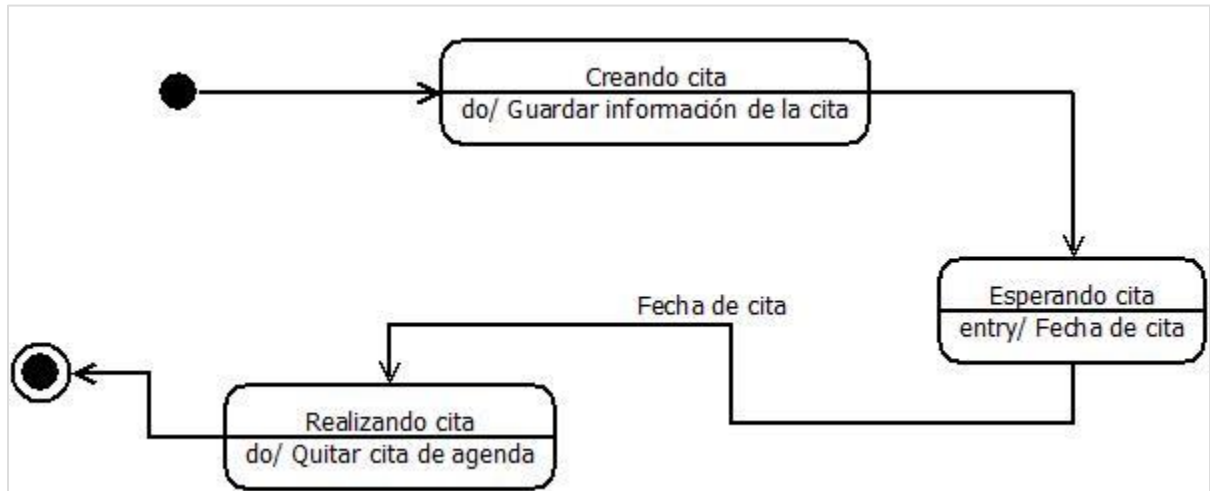 Creando cita
do/ Guardar información de la cita
Esperando cita
entry/ Fecha de cita
Fecha de cita
Realizando cita
do/ Quitar cita de agenda